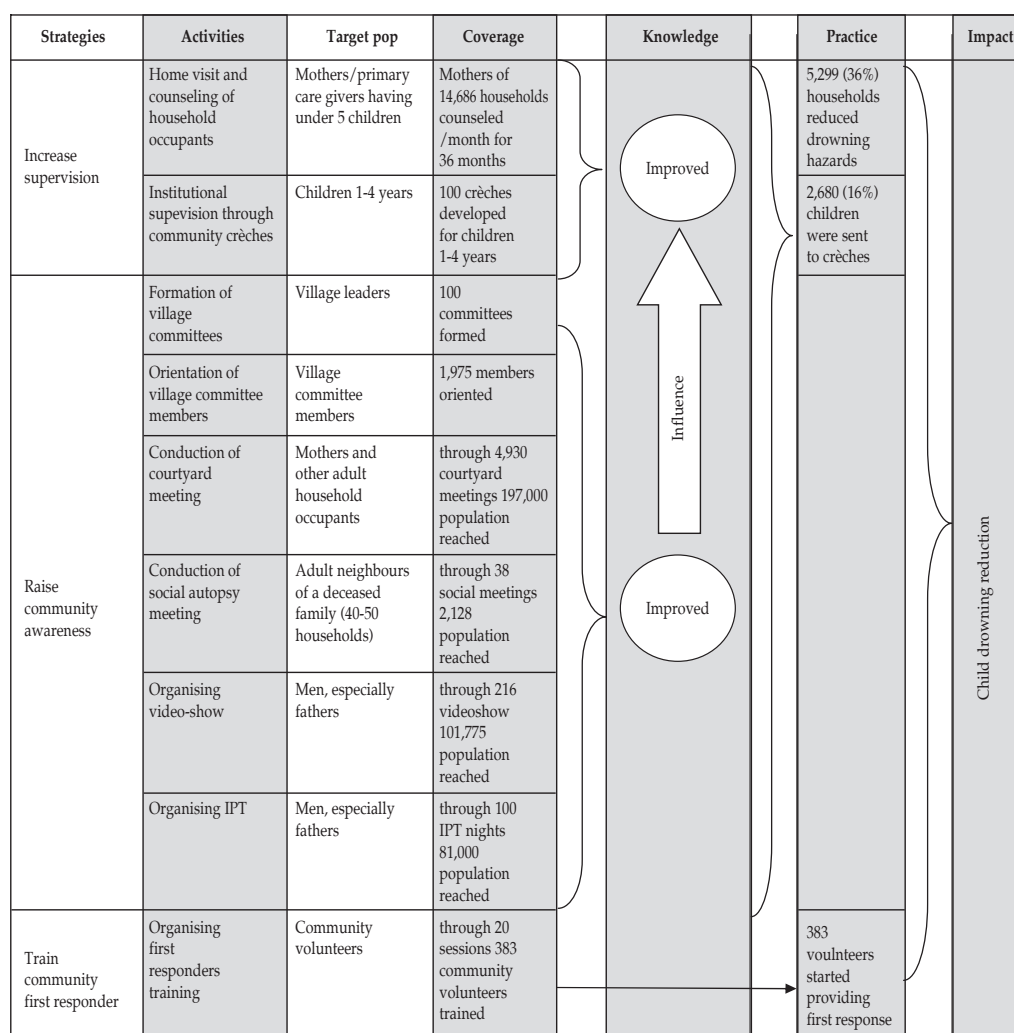 Strategies
Activities
Target pop
Coverage
Knowledge
Practice
Impact
Increase
supervision
Home visit and
counseling of
household
occupants
Mothers/primary
care givers having
under 5 children
Mothers of
14,686 households
counseled
/month for
36 months
Improved
5,299 (36%)
households
reduced
drowning
hazards
Institutional
supevision through
community crèches
Children 1-4 years
100 crèches
developed
for children
1-4 years
2,680 (16%)
children
were sent
to crèches
Raise
community
awareness
Formation of
village
committees
Village leaders
100
committees
formed
Orientation of
village committee
members
Village
committee
members
1,975 members
oriented
Influence
Conduction of
courtyard
meeting
Mothers and
other adult
household
occupants
through 4,930
courtyard
meetings 197,000
population
reached
Conduction of
social autopsy
meeting
Adult neighbours
of a deceased
family (40-50
households)
through 38
social meetings
2,128
population
reached
Improved
Child drowning reduction
Organising
video-show
Men, especially
fathers
through 216
videoshow
101,775
population
reached
Organising IPT
Men, especially
fathers
through 100
IPT nights
81,000
population
reached
Train
community
first responder
Organising
first
responders
training
Community
volunteers
through 20
sessions 383
community
volunteers
trained
383
voulnteers
started
providing
first response